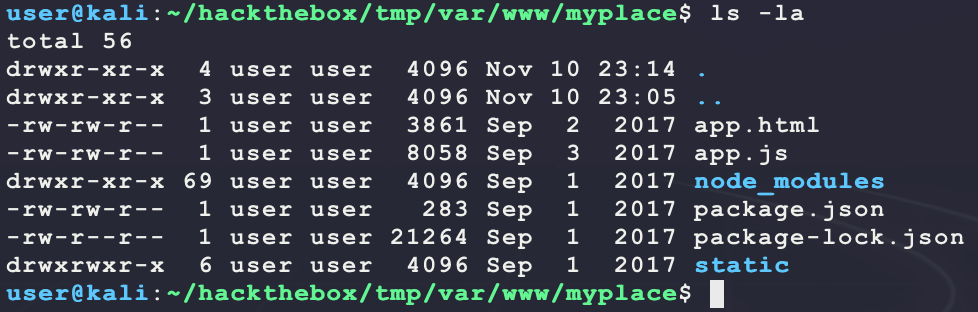 user@kali:~/hackthebox/tmp/var/www/myplace$ ls -la
total 56
drwxr-xr-x  4 user user  4096 Nov 10 23:14 .
drwxr-xr-x  3 user user  4096 Nov 10 23:05 ..
-rw-rw-r--  1 user user  3861 Sep  2  2017 app.html
-rw-rw-r--  1 user user  8058 Sep  3  2017 app.js
drwxr-xr-x 69 user user  4096 Sep  1  2017 node_modules
-rw-rw-r--  1 user user   283 Sep  1  2017 package.json
-rw-r--r--  1 user user 21264 Sep  1  2017 package-lock.json
drwxrwxr-x  6 user user  4096 Sep  1  2017 static
user@kali:~/hackthebox/tmp/var/www/myplace$